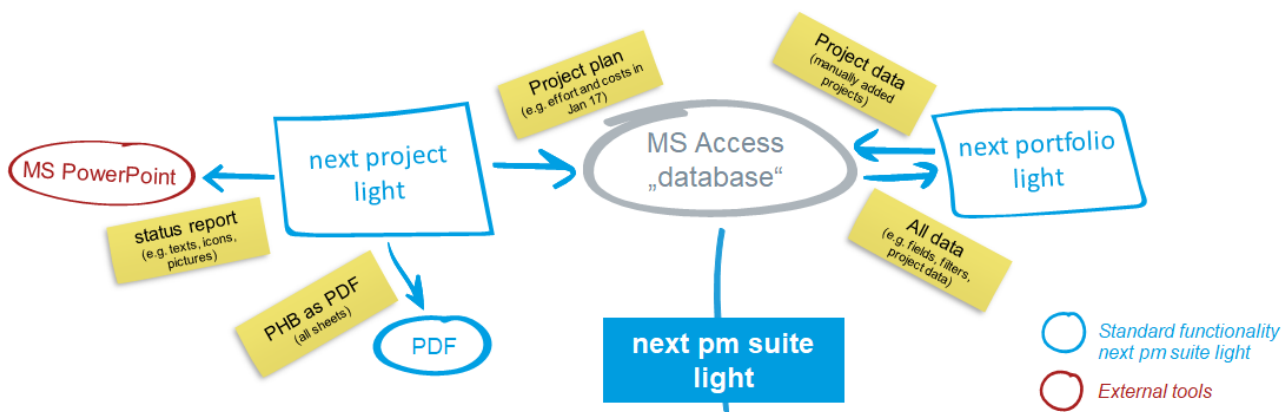 Project plan
(e.g. effort and costs in
Jan 17)
Project data
(manually added
projects)
MS PowerPoint
next project
light
MS Access
„database“
next portfolio
light
status report
(e.g. texts, icons,
pictures)
All data
(e.g. fields, filters,
project data)
PHB as PDF
(all sheets)
PDF
next pm suite
light
Standard functionality
next pm suite light
External tools